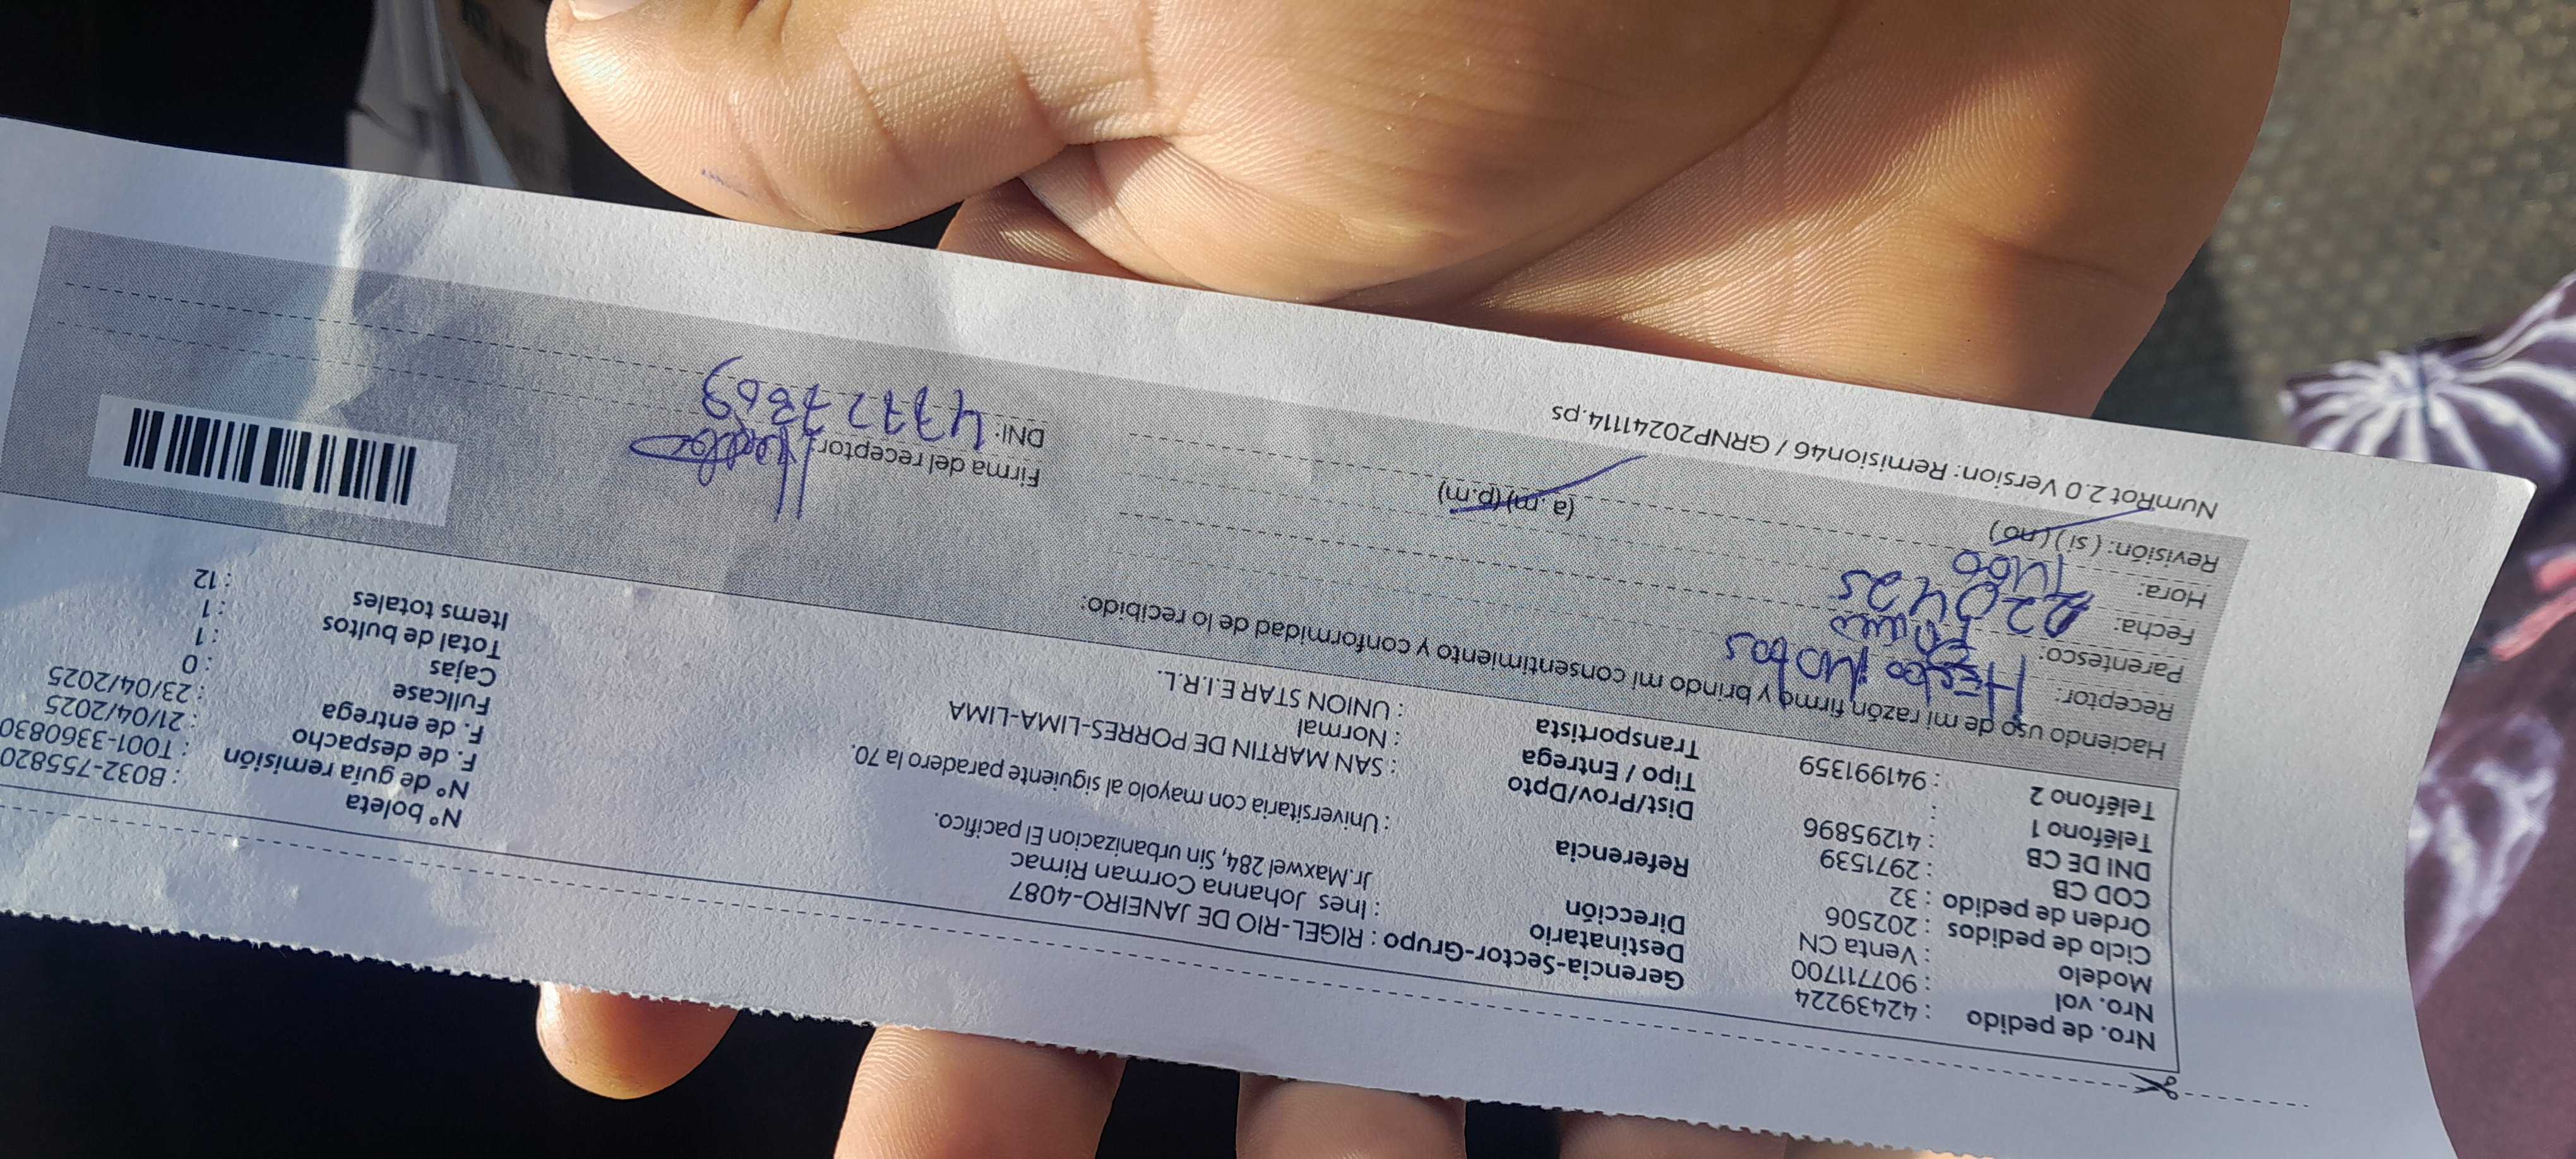 Nro. de pedido : 42439224
Nro. vol : 907711700
Modelo : Venta CN
Ciclo de pedidos : 202506
Orden de pedido : 32
COD CB : 2971539
DNI DE CB : 41295896
Teléfono 1 :
Teléfono 2 : 941991359
Gerencia-Sector-Grupo : RIGEL-RIO DE JANEIRO-4087
Destinatario : Ines Johanna Corman Rimac
Dirección Jr.Maxwel 284, Sin urbanizacion El pacifico.
Referencia : Universitaria con mayolo al siguiente paradero la 70.
Dist/Prov/Dpto : SAN MARTIN DE PORRES-LIMA-LIMA
Tipo / Entrega : Normal
Transportista : UNION STAR E.I.R.L.
N° boleta : B032-755820
N° de guía remisión : T001-3360830
F. de despacho : 21/04/2025
F. de entrega : 23/04/2025
Fullcase : 0
Cajas : 1
Total de bultos : 1
Items totales : 12
Haciendo uso de mi razón firmo y brindo mi consentimiento y conformidad de lo recibido:
Receptor:
Parentesco:
Fecha: 220425
Hora: 1400
(a.m) (p.m)
Revisión: (si) (no)
Firma del receptor
DNI: 47727869
NumRot 2.0 Version: Remision46 / GRNP20241114.ps